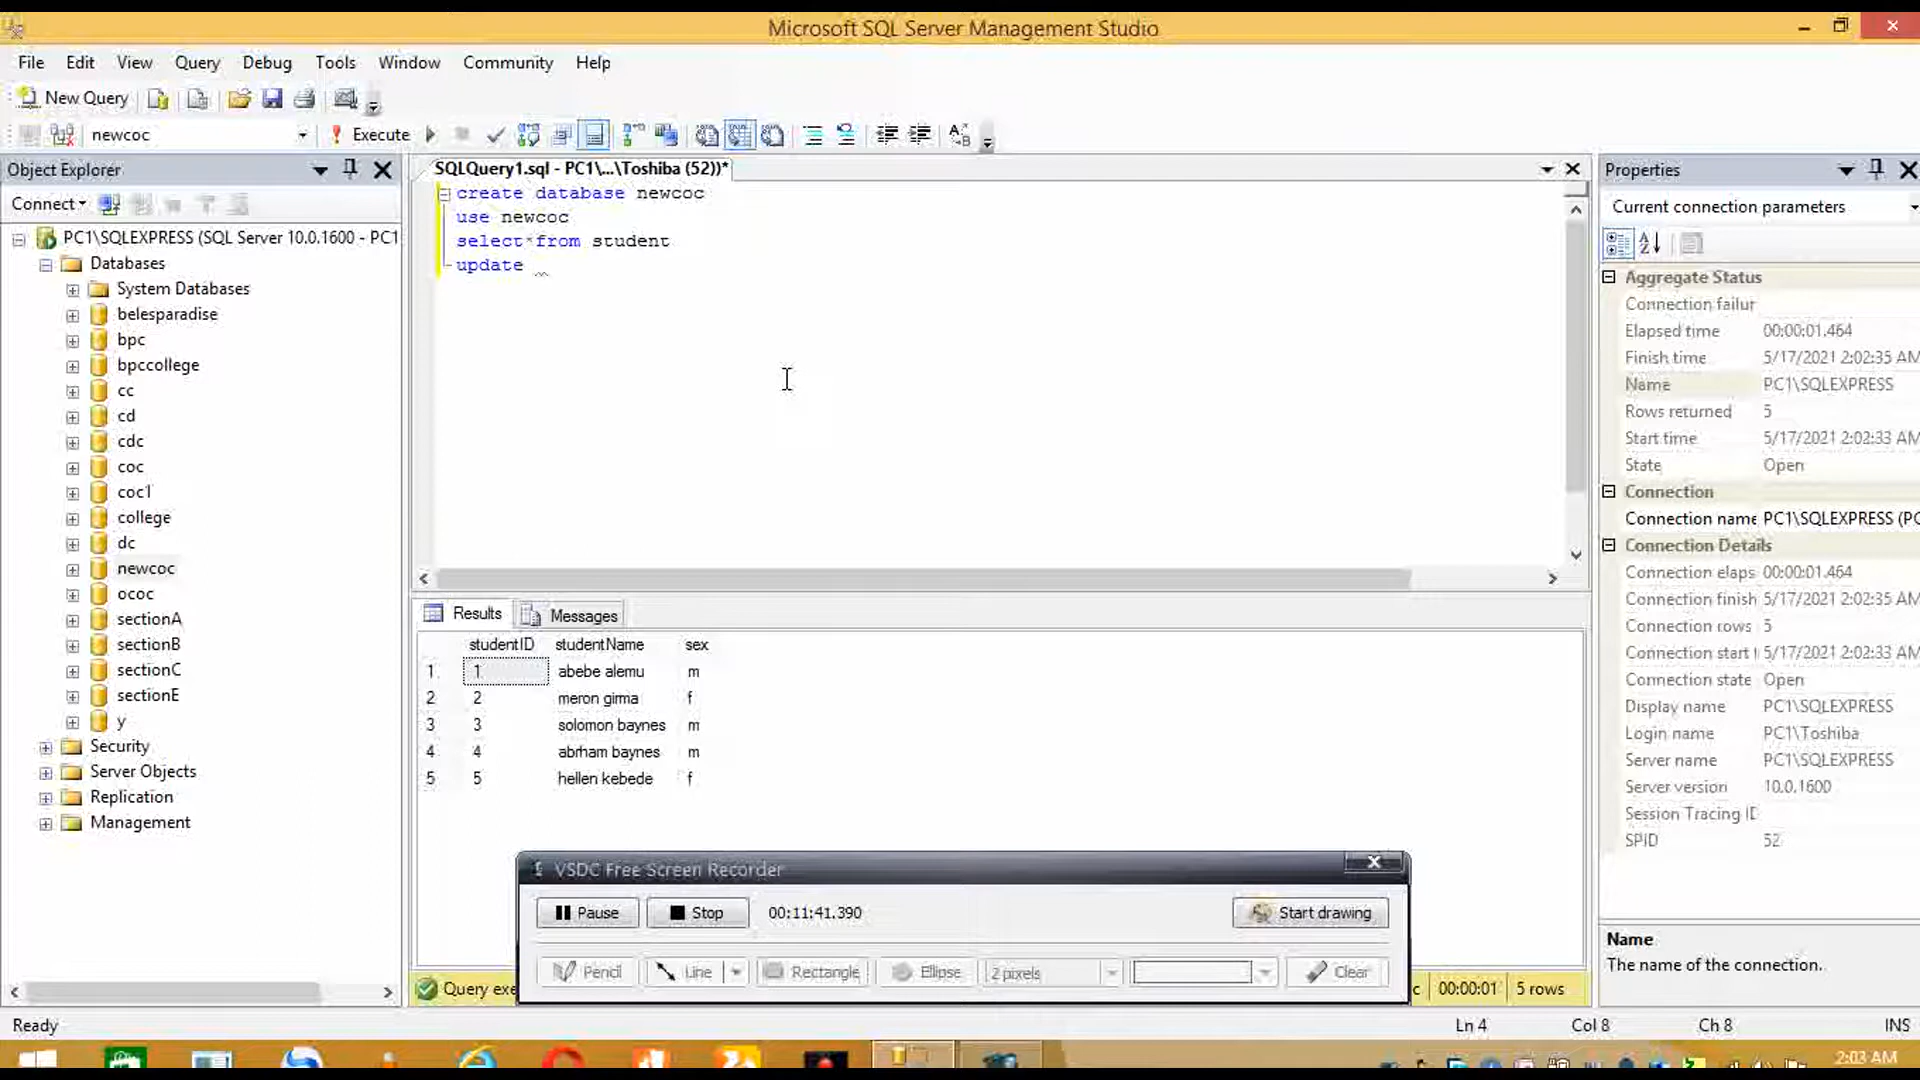 Microsoft SQL Server Management Studio
File Edit View Query Debug Tools Window Community Help
New Query
newcoc Execute
Object Explorer
Connect
PC1\SQLEXPRESS (SQL Server 10.0.1600 - PC1
Databases
System Databases
belesparadise
bpc
bpccollege
cc
cd
cdc
coc
coc1
college
dc
newcoc
ococ
sectionA
sectionB
sectionC
sectionE
y
Security
Server Objects
Replication
Management
SQLQuery1.sql - PC1\...\Toshiba (52))*
create database newcoc
use newcoc
select*from student
update
Results Messages
studentID studentName sex
1 1 abebe alemu m
2 2 meron girma f
3 3 solomon baynes m
4 4 abrham baynes m
5 5 hellen kebede f
VSDC Free Screen Recorder
Pause Stop 00:11:41.390 Start drawing
Pencil Line Rectangle Ellipse 2 pixels Clear
Query exe c 00:00:01 5 rows
Properties
Current connection parameters
Aggregate Status
Connection failur
Elapsed time 00:00:01.464
Finish time 5/17/2021 2:02:35 AM
Name PC1\SQLEXPRESS
Rows returned 5
Start time 5/17/2021 2:02:33 AM
State Open
Connection
Connection name PC1\SQLEXPRESS (PC
Connection Details
Connection elaps 00:00:01.464
Connection finish 5/17/2021 2:02:35 AM
Connection rows 5
Connection start t 5/17/2021 2:02:33 AM
Connection state Open
Display name PC1\SQLEXPRESS
Login name PC1\Toshiba
Server name PC1\SQLEXPRESS
Server version 10.0.1600
Session Tracing ID
SPID 52
Name
The name of the connection.
Ready Ln 4 Col 8 Ch 8 INS
2:03 AM